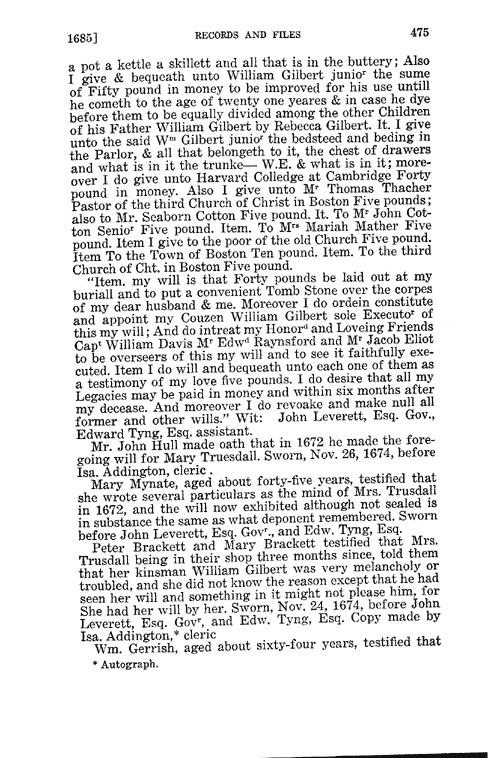 1685]
RECORDS AND FILES
475
a pot a kettle a skillett and all that is in the buttery; Also
I give & bequeath unto William Gilbert junioʳ the sume
of Fifty pound in money to be improved for his use untill
he cometh to the age of twenty one yeares & in case he dye
before them to be equally divided among the other Children
of his Father William Gilbert by Rebecca Gilbert. It. I give
unto the said Wᵐ Gilbert junioʳ the bedsteed and beding in
the Parlor, & all that belongeth to it, the chest of drawers
and what is in it the trunke— W.E. & what is in it; more-
over I do give unto Harvard Colledge at Cambridge Forty
pound in money. Also I give unto Mʳ Thomas Thacher
Pastor of the third Church of Christ in Boston Five pounds;
also to Mr. Seaborn Cotton Five pound. It. To Mʳ John Cot-
ton Senioʳ Five pound. Item. To Mʳˢ Mariah Mather Five
pound. Item I give to the poor of the old Church Five pound.
Item To the Town of Boston Ten pound. Item. To the third
Church of Cht. in Boston Five pound.
"Item. my will is that Forty pounds be laid out at my
buriall and to put a convenient Tomb Stone over the corpes
of my dear husband & me. Moreover I do ordein constitute
and appoint my Couzen William Gilbert sole Executoʳ of
this my will; And do intreat my Honorᵈ and Loveing Friends
Capᵗ William Davis Mʳ Edwᵈ Raynsford and Mʳ Jacob Eliot
to be overseers of this my will and to see it faithfully exe-
cuted. Item I do will and bequeath unto each one of them as
a testimony of my love five pounds. I do desire that all my
Legacies may be paid in money and within six months after
my decease. And moreover I do revoake and make null all
former and other wills." Wit: John Leverett, Esq. Gov.,
Edward Tyng, Esq. assistant.
Mr. John Hull made oath that in 1672 he made the fore-
going will for Mary Truesdall. Sworn, Nov. 26, 1674, before
Isa. Addington, cleric .
Mary Mynate, aged about forty-five years, testified that
she wrote several particulars as the mind of Mrs. Trusdall
in 1672, and the will now exhibited although not sealed is
in substance the same as what deponent remembered. Sworn
before John Leverett, Esq. Govʳ., and Edw. Tyng, Esq.
Peter Brackett and Mary Brackett testified that Mrs.
Trusdall being in their shop three months since, told them
that her kinsman William Gilbert was very melancholy or
troubled, and she did not know the reason except that he had
seen her will and something in it might not please him, for
She had her will by her. Sworn, Nov. 24, 1674, before John
Leverett, Esq. Govʳ, and Edw. Tyng, Esq. Copy made by
Isa. Addington,* cleric
Wm. Gerrish, aged about sixty-four years, testified that
* Autograph.